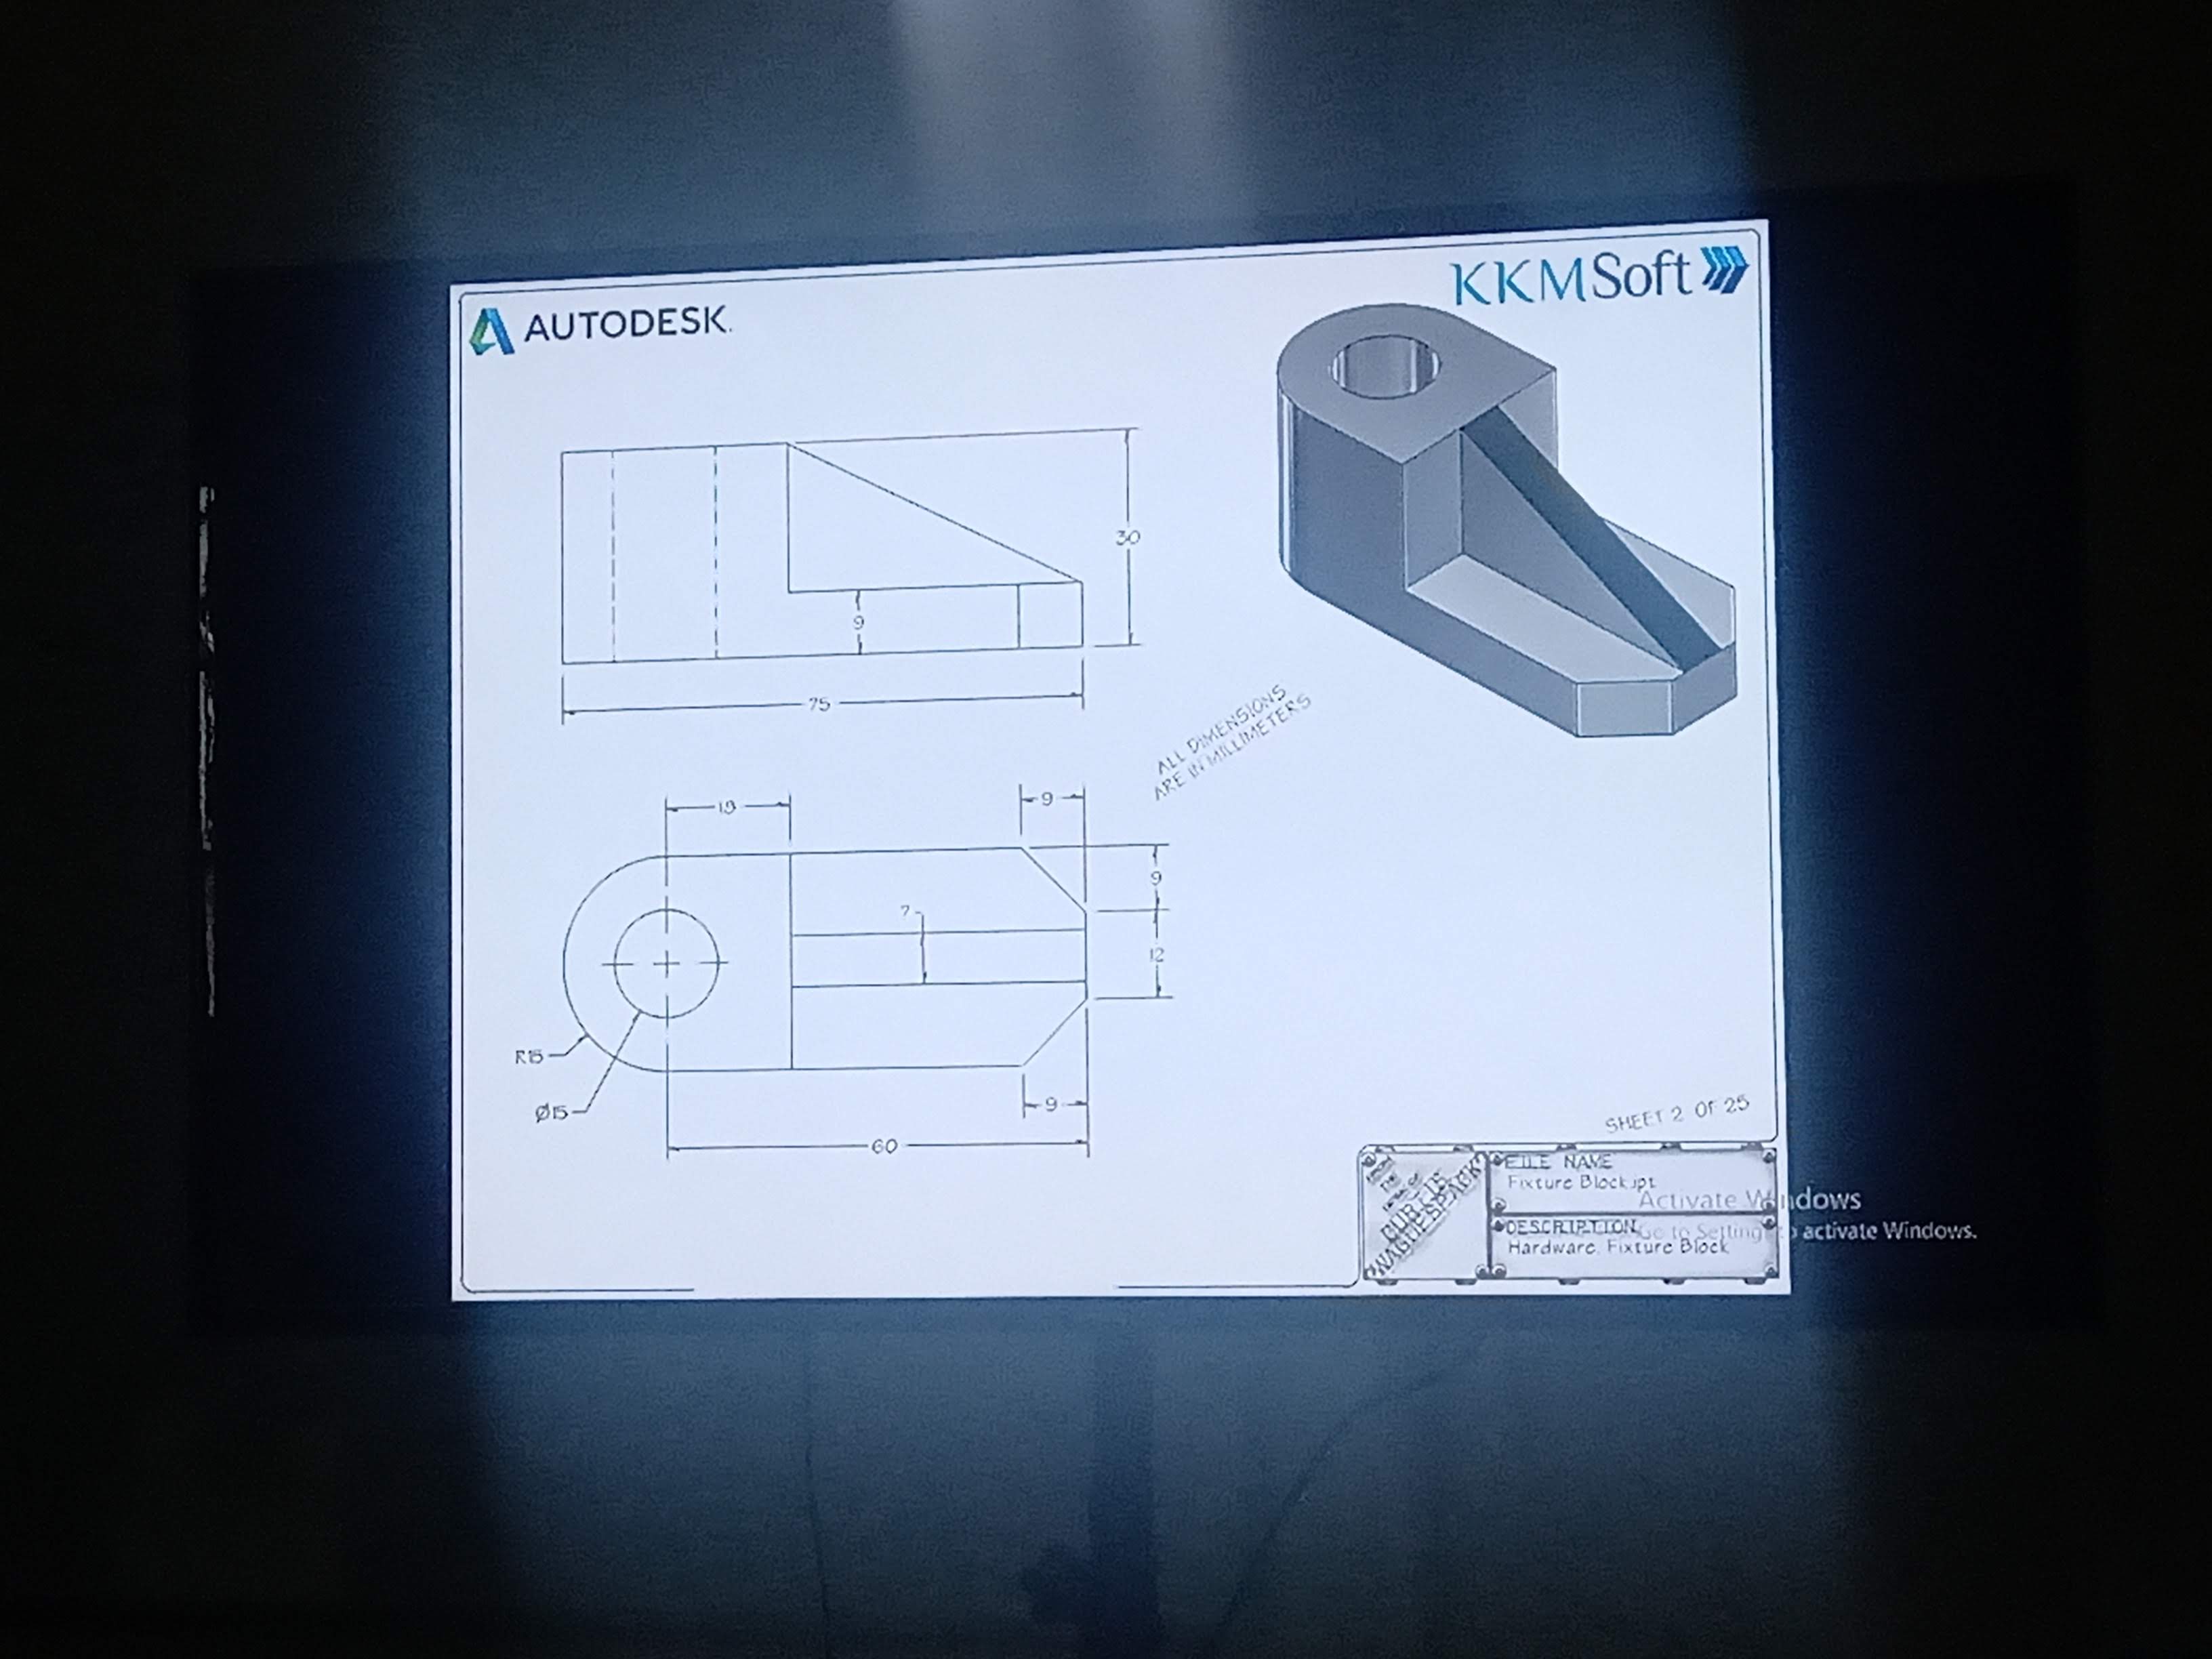 AUTODESK.
KKMSoft
30
9
75
ALL DIMENSIONS
ARE IN MILLIMETERS
9
9
7
12
R15
Ø15
9
60
SHEET 2 OF 25
FILE NAME
Fixture Block.ipt
Activate Windows
DESCRIPTION
Go to Settings to activate Windows.
Hardware, Fixture Block
CURTIS
WAGUESPACK